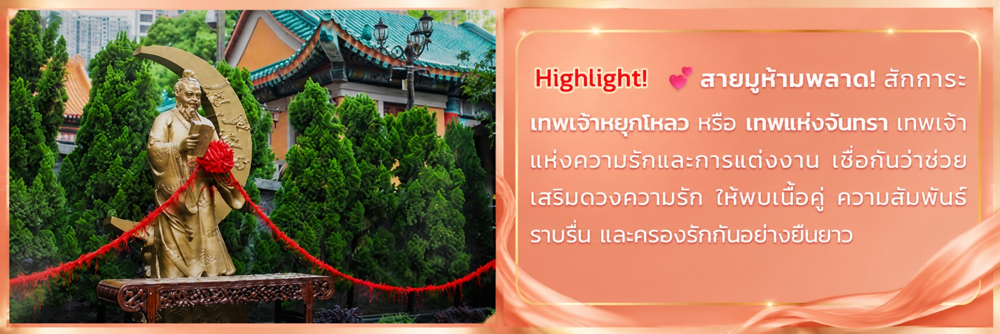 Highlight! 💕 สายมูห้ามพลาด! สักการะ
เทพเจ้าหยุกโหลว หรือ เทพแห่งจันทรา เทพเจ้า
แห่งความรักและการแต่งงาน เชื่อกันว่าช่วย
เสริมดวงความรัก ให้พบเนื้อคู่ ความสัมพันธ์
ราบรื่น และครองรักกันอย่างยืนยาว